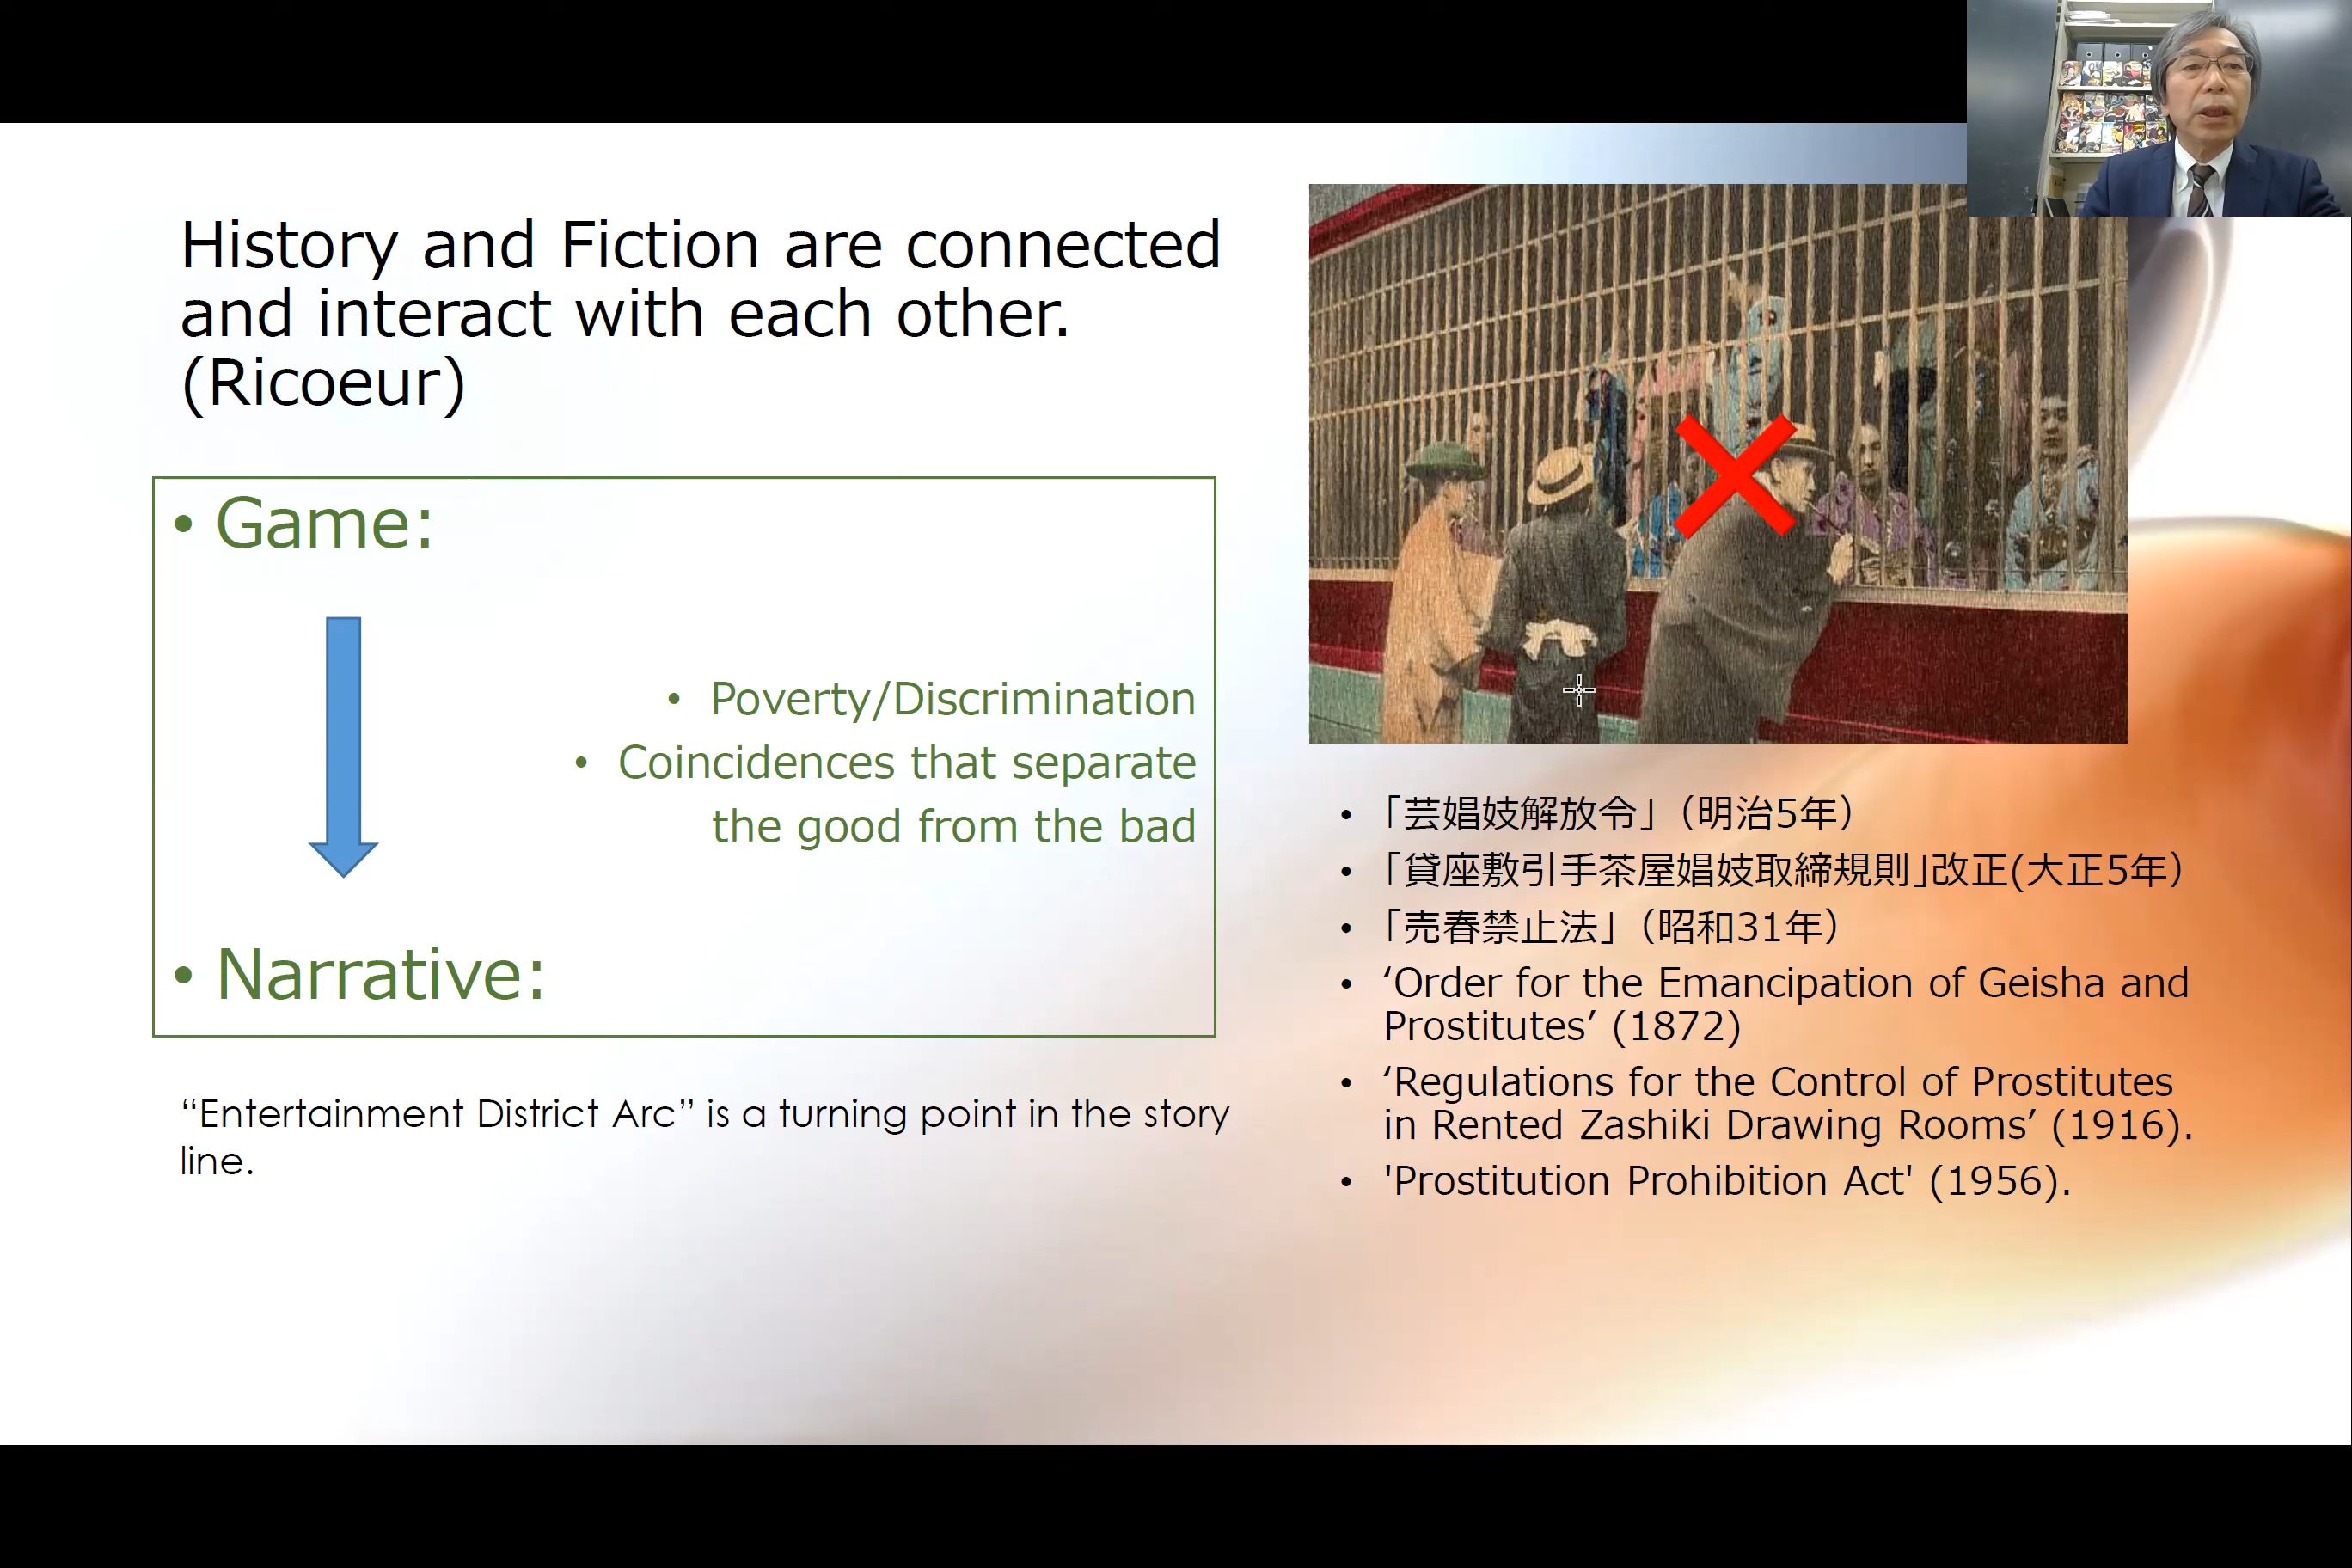 History and Fiction are connected
and interact with each other.
(Ricoeur)
• Game:
• Poverty/Discrimination
• Coincidences that separate
the good from the bad
• Narrative:
“Entertainment District Arc” is a turning point in the story
line.
• 「芸娼妓解放令」（明治5年）
• 「貸座敷引手茶屋娼妓取締規則」改正(大正5年）
• 「売春禁止法」（昭和31年）
• ‘Order for the Emancipation of Geisha and
Prostitutes’ (1872)
• ‘Regulations for the Control of Prostitutes
in Rented Zashiki Drawing Rooms’ (1916).
• 'Prostitution Prohibition Act' (1956).